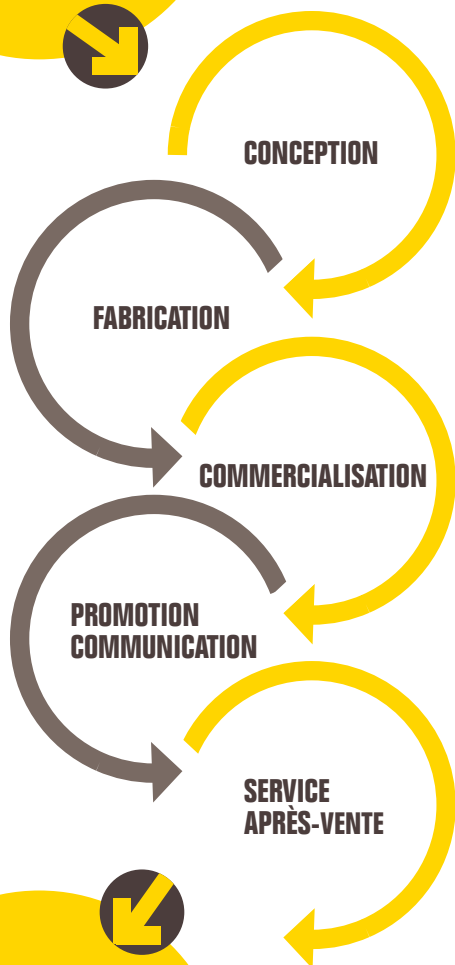 CONCEPTION
FABRICATION
COMMERCIALISATION
PROMOTION
COMMUNICATION
SERVICE
APRÈS-VENTE